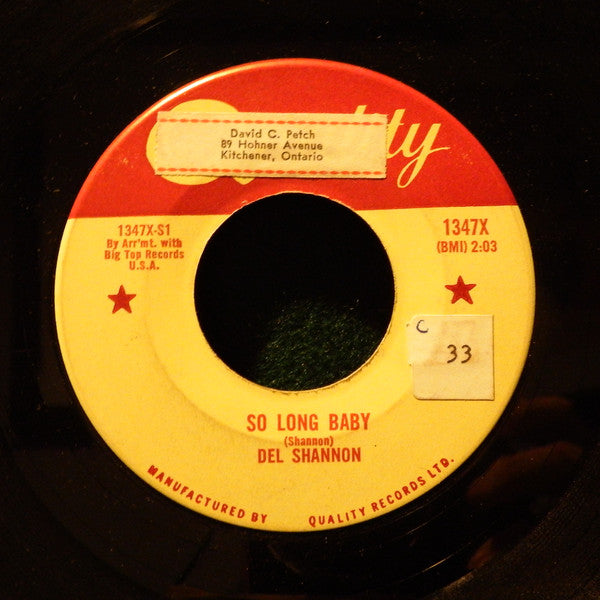 David C. Petch
89 Hohner Avenue
Kitchener, Ontario
1347X-S1
By Arr'mt. with
Big Top Records
U.S.A.
1347X
(BMI) 2:03
C
33
SO LONG BABY
(Shannon)
DEL SHANNON
MANUFACTURED BY QUALITY RECORDS LTD.